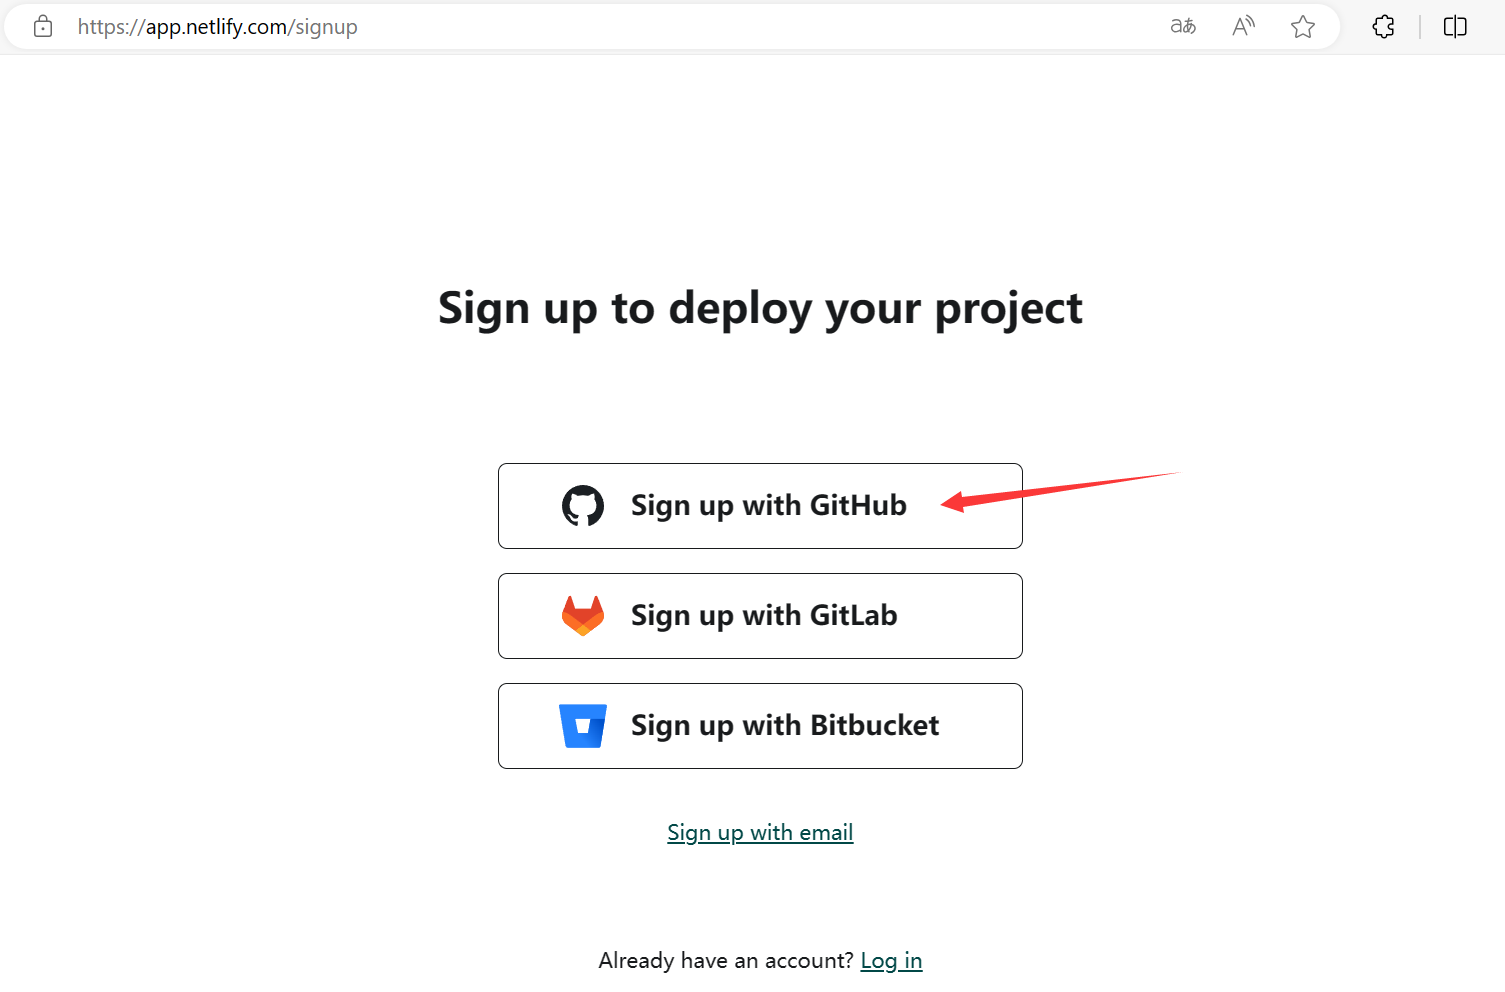 https://app.netlify.com/signup
Sign up to deploy your project
Sign up with GitHub
Sign up with GitLab
Sign up with Bitbucket
Sign up with email
Already have an account? Log in